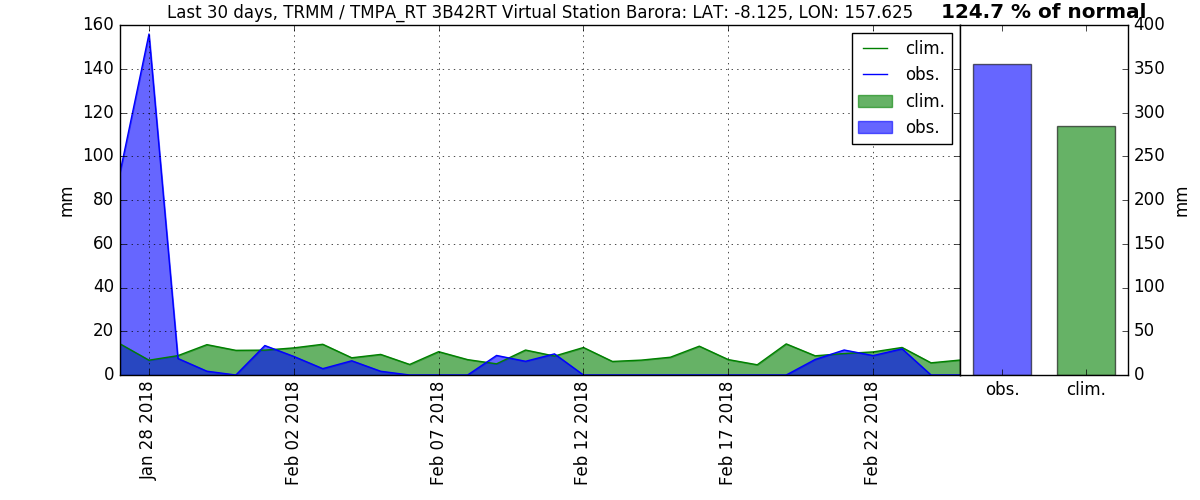 Last 30 days, TRMM / TMPA_RT 3B42RT Virtual Station Barora: LAT: -8.125, LON: 157.625
124.7 % of normal
160
140
120
100
80
60
40
20
0
mm
clim.
obs.
clim.
obs.
Jan 28 2018
Feb 02 2018
Feb 07 2018
Feb 12 2018
Feb 17 2018
Feb 22 2018
400
350
300
250
200
150
100
50
0
mm
obs.
clim.